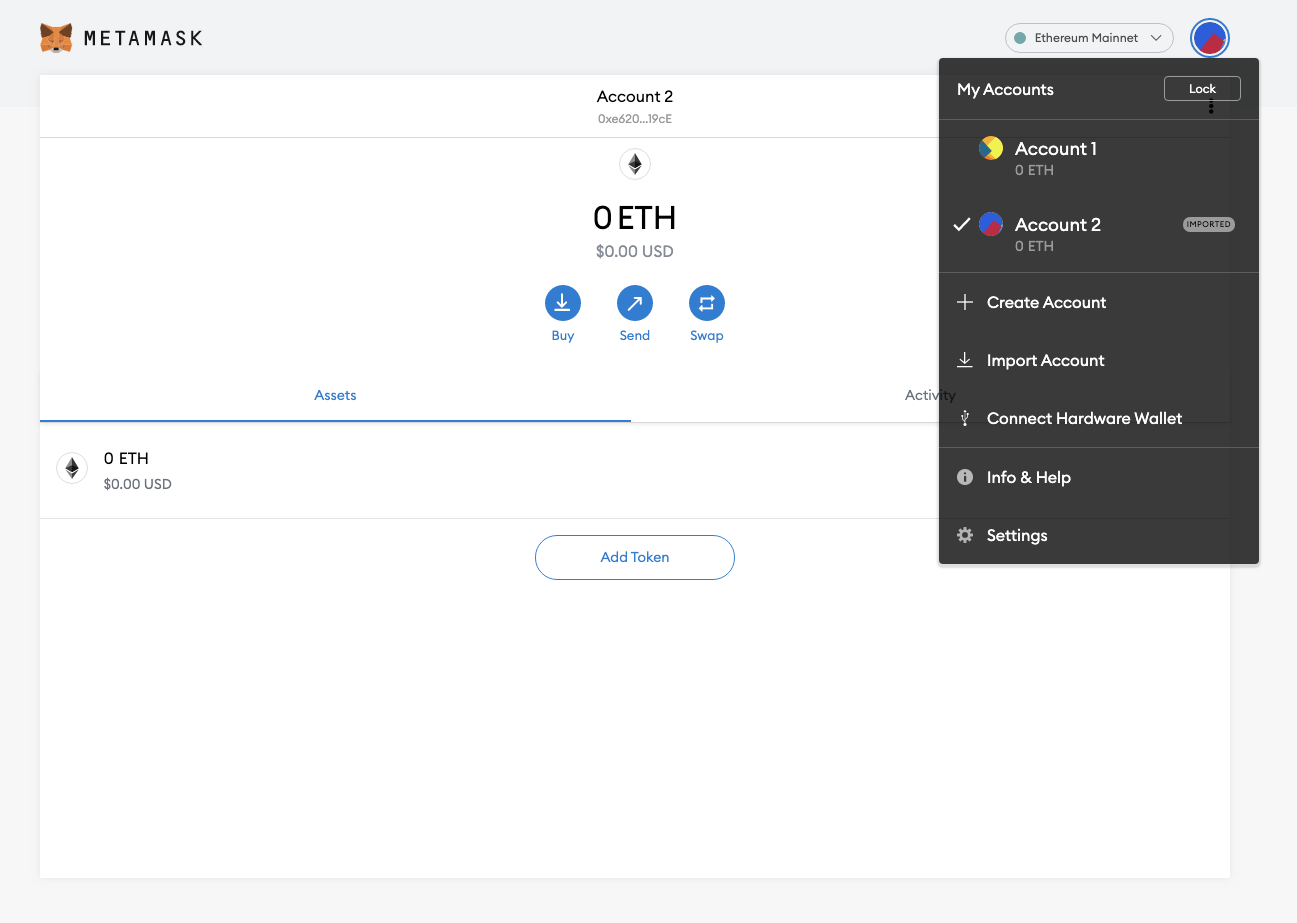 METAMASK
Ethereum Mainnet
Account 2
0xe620...19cE
0 ETH
$0.00 USD
Buy
Send
Swap
Assets
Activity
0 ETH
$0.00 USD
Add Token
My Accounts
Lock
Account 1
0 ETH
Account 2
IMPORTED
0 ETH
Create Account
Import Account
Connect Hardware Wallet
Info & Help
Settings